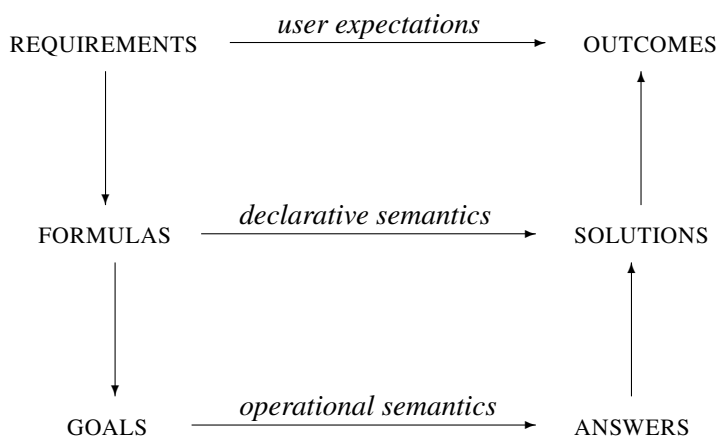 user expectations
REQUIREMENTS OUTCOMES
declarative semantics
FORMULAS SOLUTIONS
operational semantics
GOALS ANSWERS